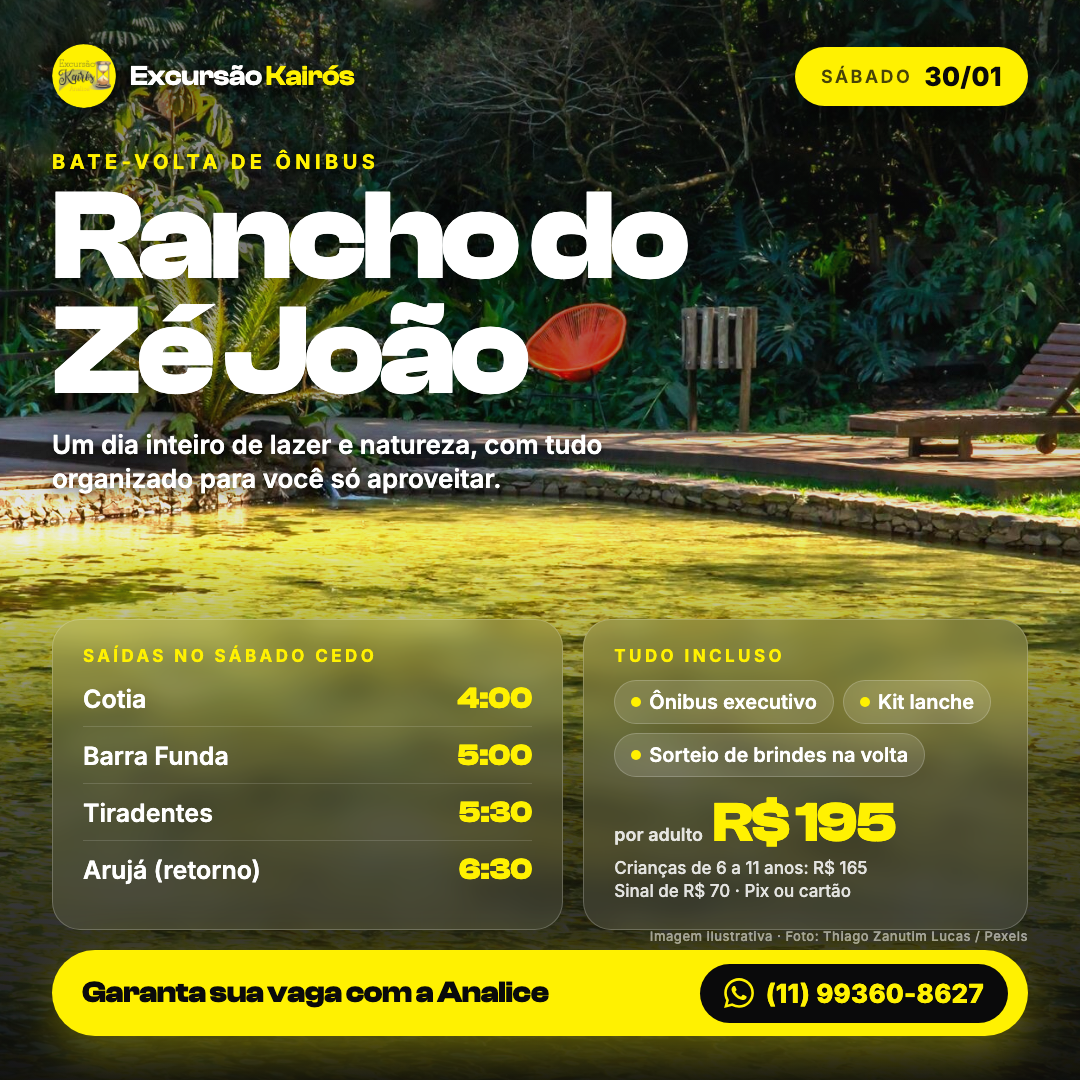 Excursão
Kairós
Excursão Kairós
SÁBADO 30/01
BATE-VOLTA DE ÔNIBUS
Rancho do
Zé João
Um dia inteiro de lazer e natureza, com tudo
organizado para você só aproveitar.
SAÍDAS NO SÁBADO CEDO
Cotia 4:00
Barra Funda 5:00
Tiradentes 5:30
Arujá (retorno) 6:30
TUDO INCLUSO
Ônibus executivo
Kit lanche
Sorteio de brindes na volta
por adulto R$ 195
Crianças de 6 a 11 anos: R$ 165
Sinal de R$ 70 · Pix ou cartão
Imagem ilustrativa · Foto: Thiago Zanutim Lucas / Pexels
Garanta sua vaga com a Analice
(11) 99360-8627